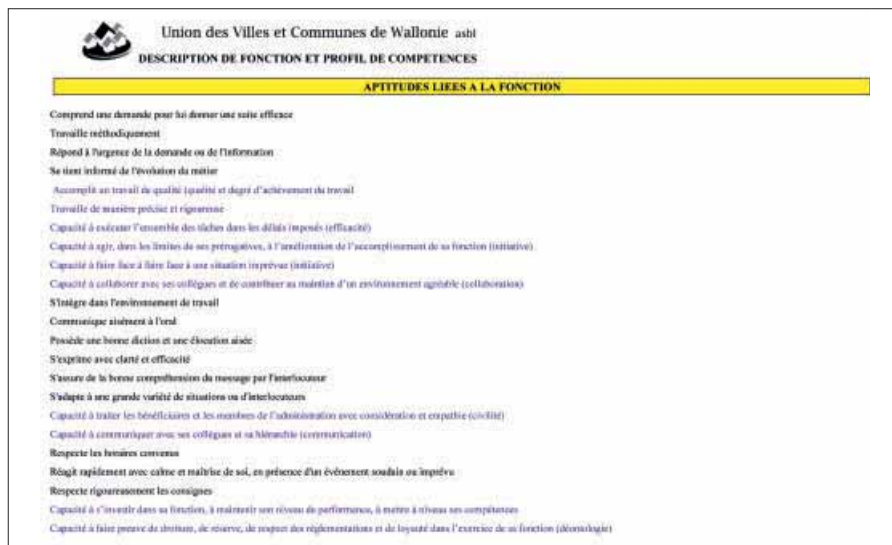 Union des Villes et Communes de Wallonie asbl
DESCRIPTION DE FONCTION ET PROFIL DE COMPETENCES
APTITUDES LIEES A LA FONCTION
Comprend une demande pour lui donner une suite efficace
Travaille méthodiquement
Répond à l'urgence de la demande ou de l'information
Se tient informé de l'évolution du métier
Accomplit un travail de qualité (qualité et degré d'achèvement du travail
Travaille de manière précise et rigoureuse
Capacité à exécuter l'ensemble des tâches dans les délais imposés (efficacité)
Capacité à agir, dans les limites de ses prérogatives, à l'amélioration de l'accomplissement de sa fonction (initiative)
Capacité à faire face à faire face à une situation imprévue (initiative)
Capacité à collaborer avec ses collègues et de contribuer au maintien d'un environnement agréable (collaboration)
S'intègre dans l'environnement de travail
Communique aisément à l'oral
Possède une bonne diction et une élocution aisée
S'exprime avec clarté et efficacité
S'assure de la bonne compréhension du message par l'interlocuteur
S'adapte à une grande variété de situations ou d'interlocuteurs
Capacité à traiter les bénéficiaires et les membres de l'administration avec considération et empathie (civilité)
Capacité à communiquer avec ses collègues et sa hiérarchie (communication)
Respecte les horaires convenus
Réagit rapidement avec calme et maîtrise de soi, en présence d'un événement soudain ou imprévu
Respecte rigoureusement les consignes
Capacité à s'investir dans sa fonction, à maintenir son niveau de performance, à mettre à niveau ses compétences
Capacité à faire preuve de droiture, de réserve, de respect des réglementations et de loyauté dans l'exercice de sa fonction (déontologie)